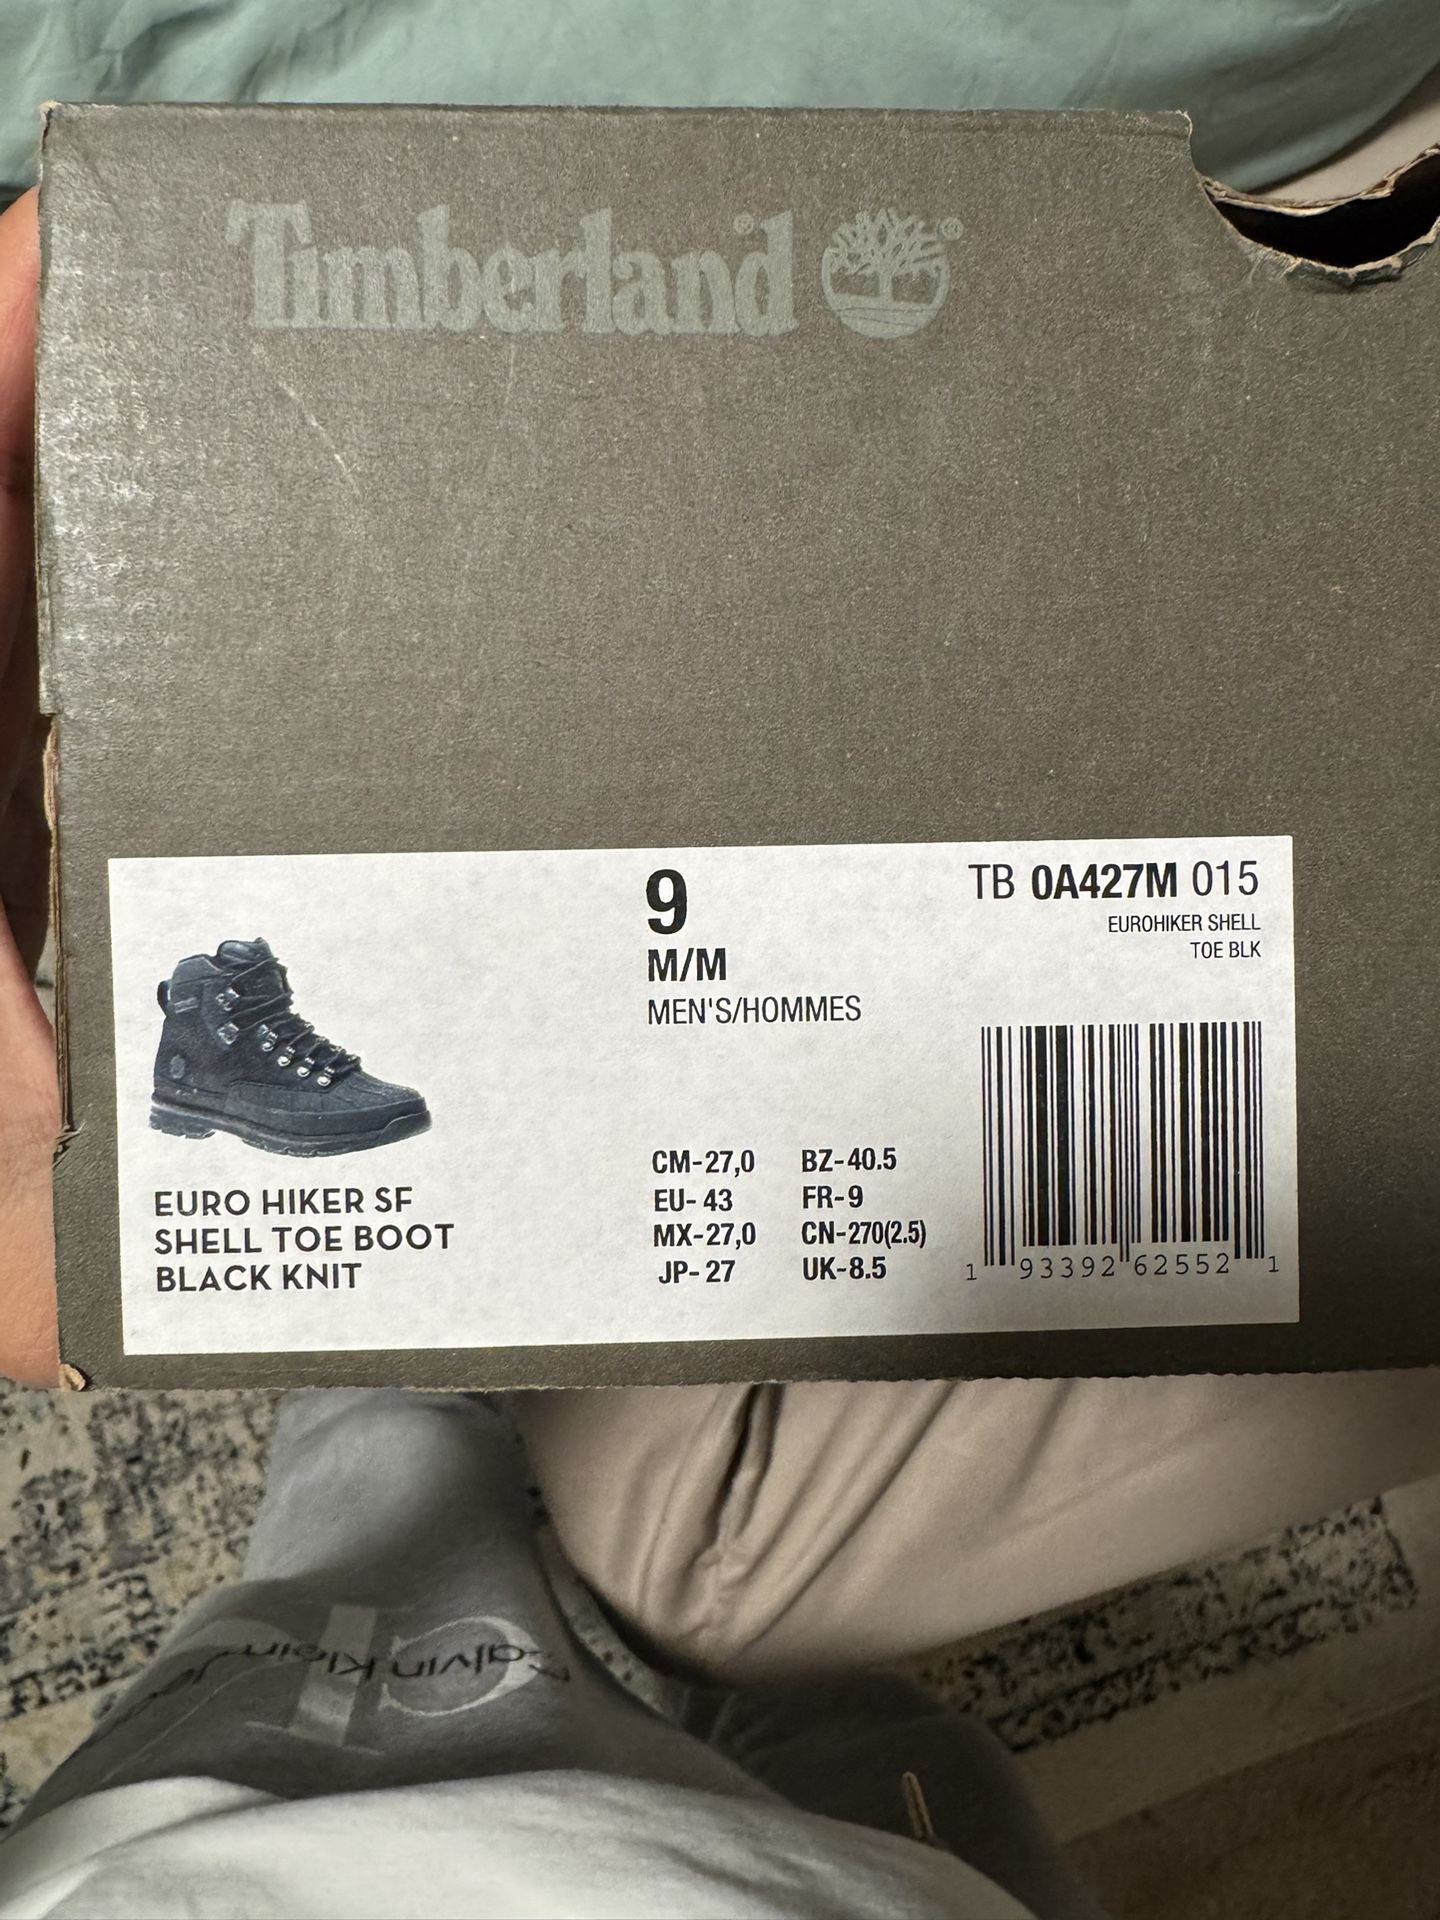 Timberland®
®
9
M/M
MEN'S/HOMMES
TB 0A427M 015
EUROHIKER SHELL
TOE BLK
EURO HIKER SF
SHELL TOE BOOT
BLACK KNIT
CM-27,0 BZ-40.5
EU-43 FR-9
MX-27,0 CN-270(2.5)
JP-27 UK-8.5
1 93392 62552 1
Calvin Klein